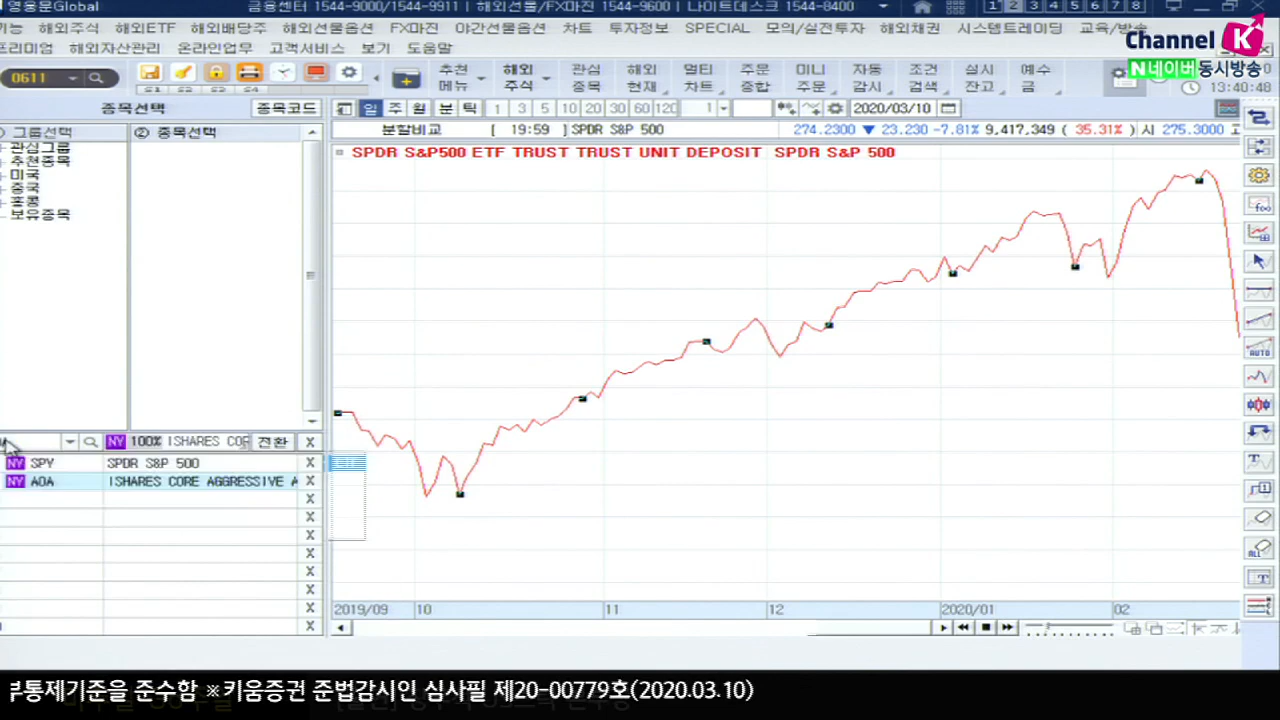 영웅문Global 금융센터 1544-9000/1544-9911 | 해외선물/FX마진 1544-9600 | 나이트데스크 1544-8400
1 2 3 4 5 6 7 8
기능 해외주식 해외ETF 해외배당주 해외선물옵션 FX마진 야간선물옵션 차트 투자정보 SPECIAL 모의/실전투자 해외채권 시스템트레이딩 교육/방송
프리미엄 해외자산관리 온라인업무 고객서비스 보기 도움말
Channel K
N 네이버 동시방송
0611
추천 메뉴
해외 주식
관심 종목
해외 현재
멀티 차트
주문 종합
미니 주문
자동 감시
조건 검색
실시 잔고
예수 금
13:40:48
종목선택 종목코드
일 주 월 분 틱 1 3 5 10 20 30 60 120 1 2020/03/10
그룹선택 ② 종목선택
분할비교 [ 19:59 ] SPDR S&P 500 274.2300 ▼ 23.230 -7.81% 9,417,349 ( 35.31% ) 시 275.3000 고
SPDR S&P500 ETF TRUST TRUST UNIT DEPOSIT SPDR S&P 500
관심그룹
추천종목
미국
중국
홍콩
보유종목
NY 100% ISHARES COR 전환 X
NY SPY SPDR S&P 500 X
NY AOA ISHARES CORE AGGRESSIVE A X
X
X
X
X
X
X
X
X
2019/09 10 11 12 2020/01 02
AUTO
ALL
부통제기준을 준수함 ※키움증권 준법감시인 심사필 제20-00779호(2020.03.10)